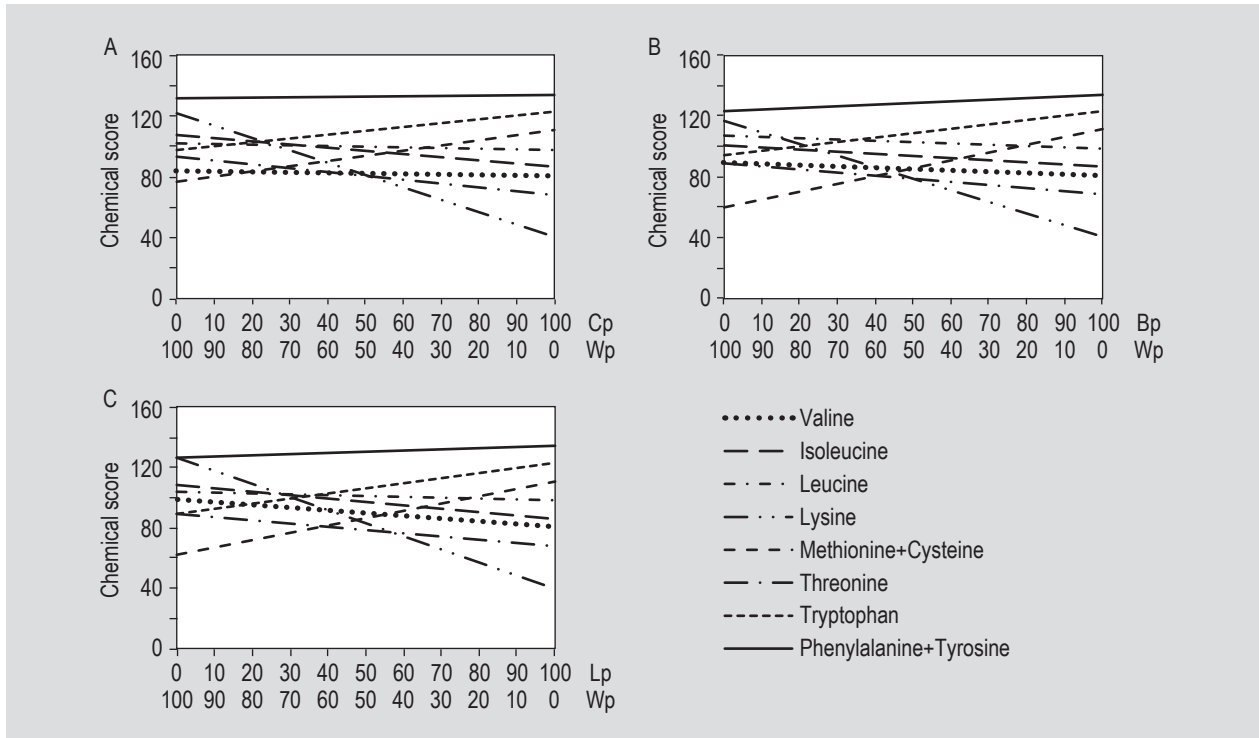 A
160
120
80
40
0
Chemical score
0 10 20 30 40 50 60 70 80 90 100 Cp
100 90 80 70 60 50 40 30 20 10 0 Wp
B
160
120
80
40
0
Chemical score
0 10 20 30 40 50 60 70 80 90 100 Bp
100 90 80 70 60 50 40 30 20 10 0 Wp
C
160
120
80
40
0
Chemical score
0 10 20 30 40 50 60 70 80 90 100 Lp
100 90 80 70 60 50 40 30 20 10 0 Wp
Valine
Isoleucine
Leucine
Lysine
Methionine+Cysteine
Threonine
Tryptophan
Phenylalanine+Tyrosine